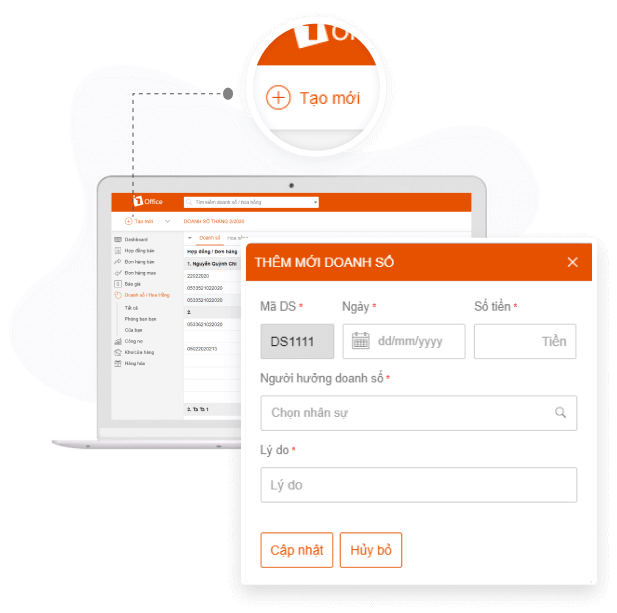 Tạo mới
1Office
Tìm kiếm doanh số / hoa hồng
Tạo mới
DOANH SỐ THÁNG 2/2020
Dashboard
Hợp đồng bán
Đơn hàng bán
Đơn hàng mua
Báo giá
Doanh số / Hoa Hồng
Tất cả
Phòng ban bạn
Của bạn
Công nợ
Kho/cửa hàng
Hàng hóa
Doanh số
Hoa hồng
Hợp đồng / Đơn hàng
1. Nguyễn Quỳnh Chi
22022020
0533521022020
0533521022020
2.
0533621022020
05022020273
3. Ta Ta 1
THÊM MỚI DOANH SỐ
Mã DS * Ngày * Số tiền *
DS1111 dd/mm/yyyy Tiền
Người hưởng doanh số *
Chọn nhân sự
Lý do *
Lý do
Cập nhật Hủy bỏ